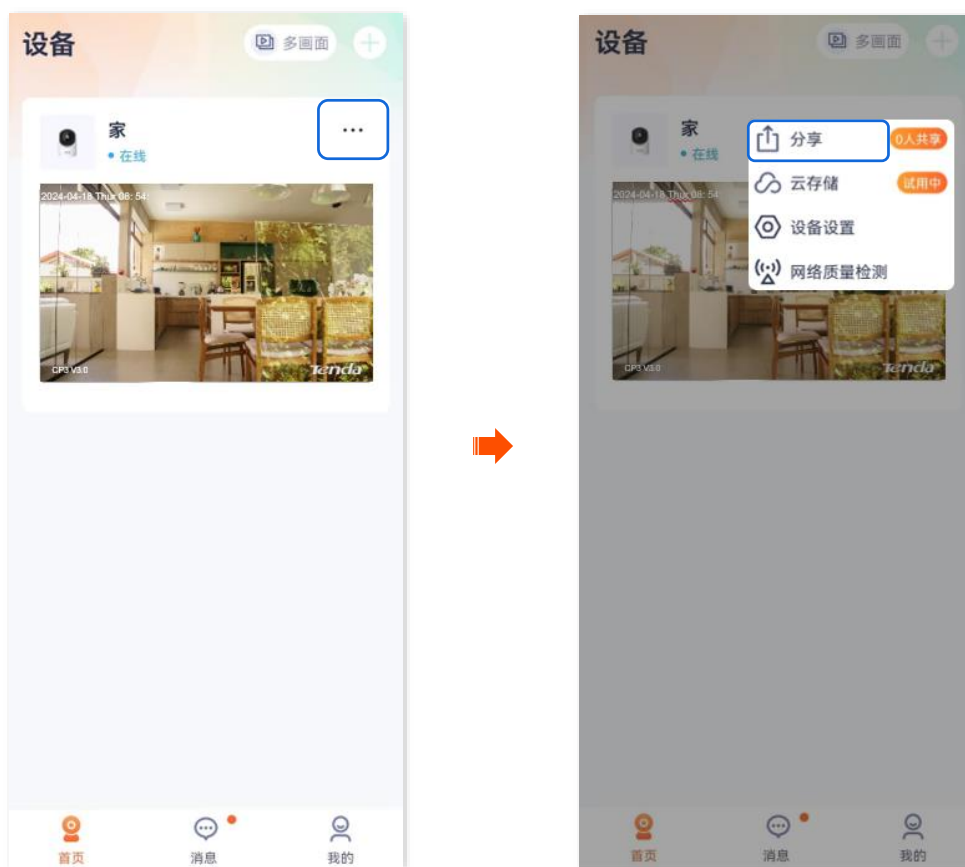 设备
多画面
家
...
在线
2024-04-18 Thur 08: 54:
CP3 V3.0
Tenda
首页
消息
我的
设备
多画面
家
分享
0人共享
在线
云存储
试用中
2024-04-18 Thur 08: 54
设备设置
网络质量检测
CP3 V3.0
Tenda
首页
消息
我的